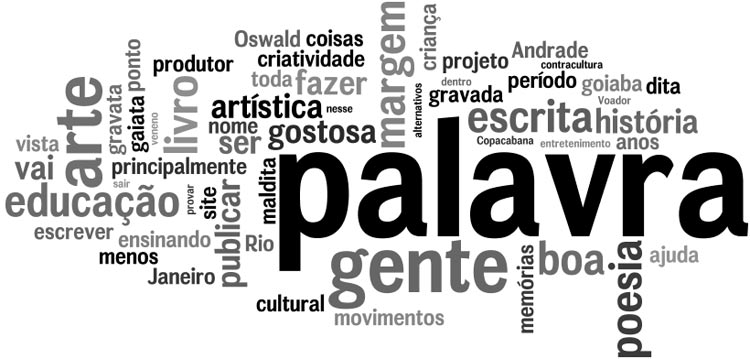 Oswald
coisas
margem
criança
produtor
criatividade
projeto
Andrade
contracultura
ponto
toda
fazer
dentro
período
goiaba
dita
arte
gravata
gaiata
veneno
livro
artística
nesse
alternativos
gravada
Voador
vista
nome
ser
gostosa
escrita
história
vai
principalmente
Copacabana
entretenimento
anos
sair
provar
site
publicar
maldita
palavra
educação
escrever
ensinando
Rio
menos
Janeiro
gente
memórias
boa
poesia
ajuda
cultural
movimentos